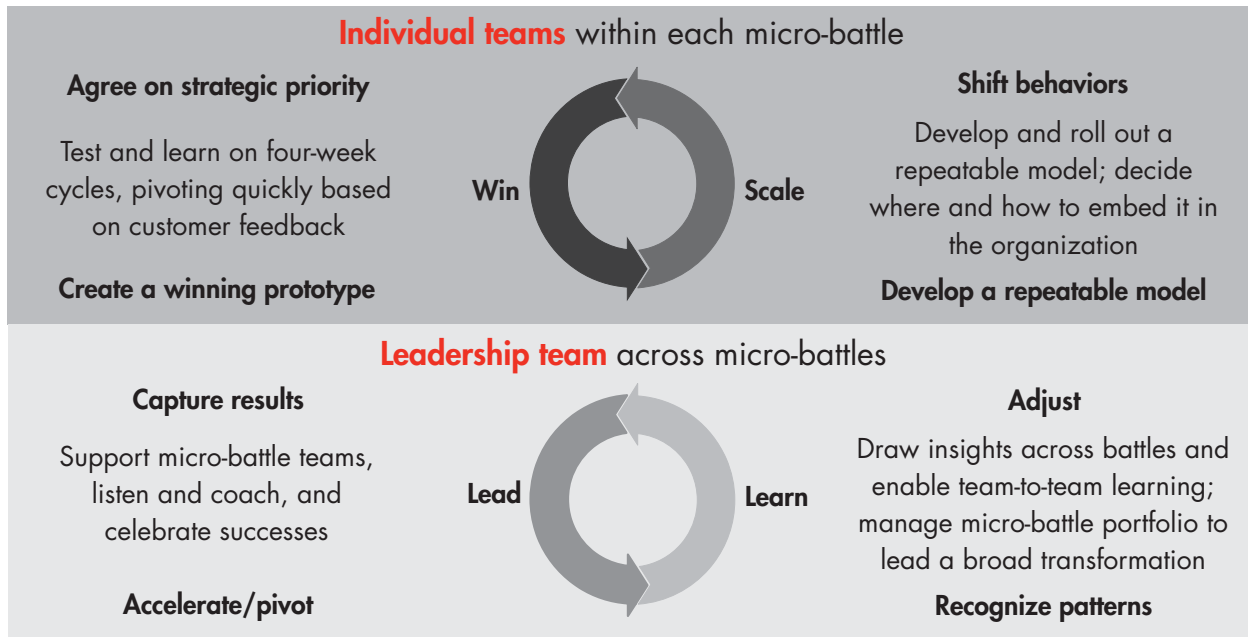 Individual teams within each micro-battle
Agree on strategic priority
Test and learn on four-week
cycles, pivoting quickly based
on customer feedback
Create a winning prototype
Win
Scale
Shift behaviors
Develop and roll out a
repeatable model; decide
where and how to embed it in
the organization
Develop a repeatable model
Leadership team across micro-battles
Capture results
Support micro-battle teams,
listen and coach, and
celebrate successes
Accelerate/pivot
Lead
Learn
Adjust
Draw insights across battles and
enable team-to-team learning;
manage micro-battle portfolio to
lead a broad transformation
Recognize patterns